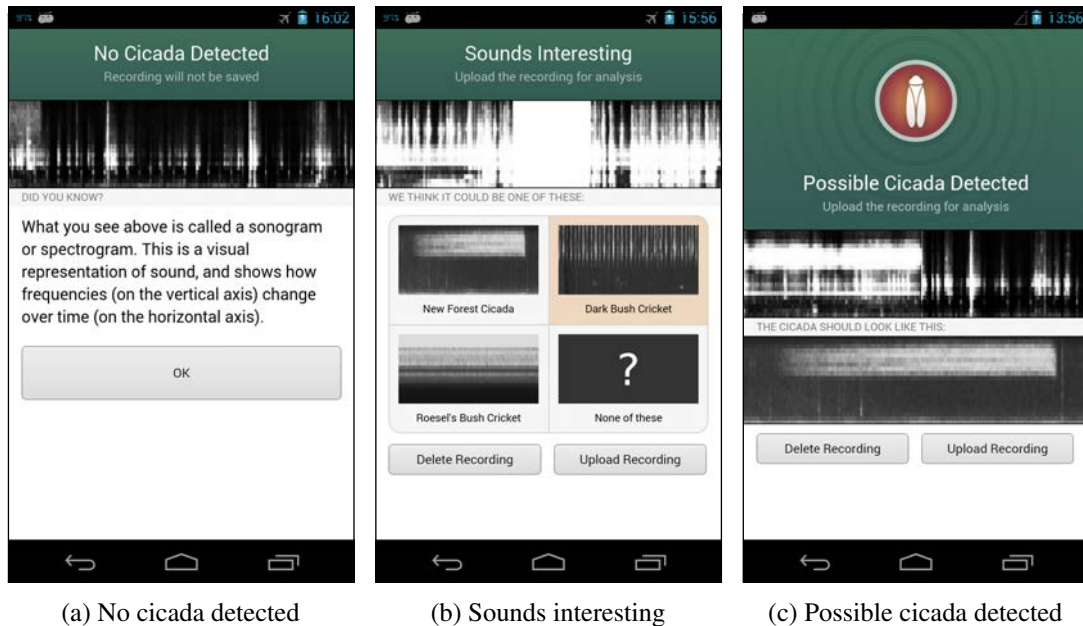 16:02
No Cicada Detected
Recording will not be saved
DID YOU KNOW?
What you see above is called a sonogram
or spectrogram. This is a visual
representation of sound, and shows how
frequencies (on the vertical axis) change
over time (on the horizontal axis).
OK
(a) No cicada detected
15:56
Sounds Interesting
Upload the recording for analysis
WE THINK IT COULD BE ONE OF THESE:
New Forest Cicada
Dark Bush Cricket
Roesel's Bush Cricket
?
None of these
Delete Recording
Upload Recording
(b) Sounds interesting
13:56
Possible Cicada Detected
Upload the recording for analysis
THE CICADA SHOULD LOOK LIKE THIS:
Delete Recording
Upload Recording
(c) Possible cicada detected